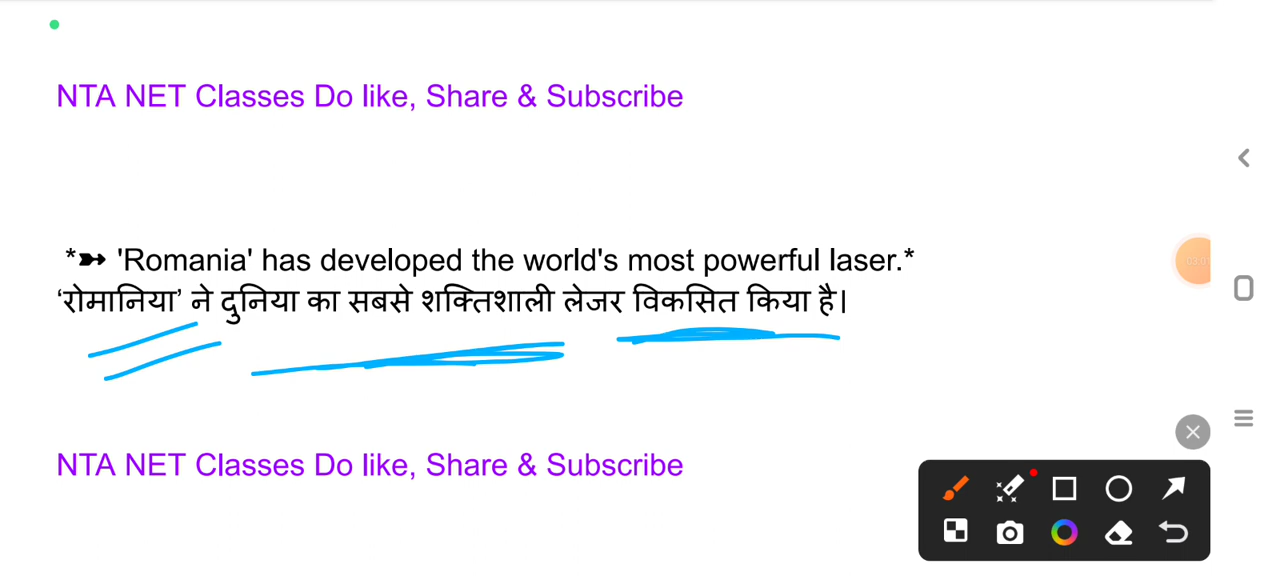 NTA NET Classes Do like, Share & Subscribe
*➵ 'Romania' has developed the world's most powerful laser.*
‘रोमानिया’ ने दुनिया का सबसे शक्तिशाली लेजर विकसित किया है।
NTA NET Classes Do like, Share & Subscribe